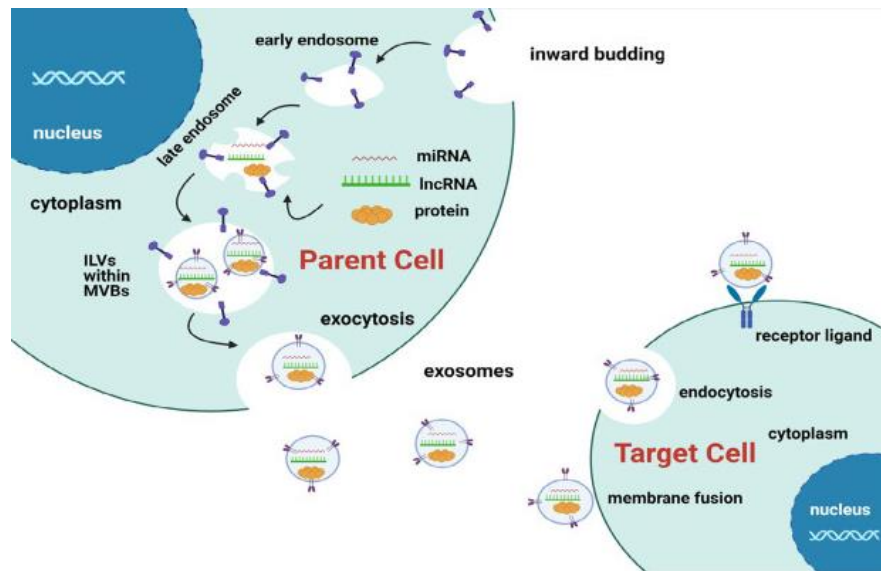 early endosome
inward budding
nucleus
late endosome
miRNA
lncRNA
protein
cytoplasm
ILVs
within
MVBs
Parent Cell
exocytosis
exosomes
receptor ligand
endocytosis
cytoplasm
Target Cell
membrane fusion
nucleus